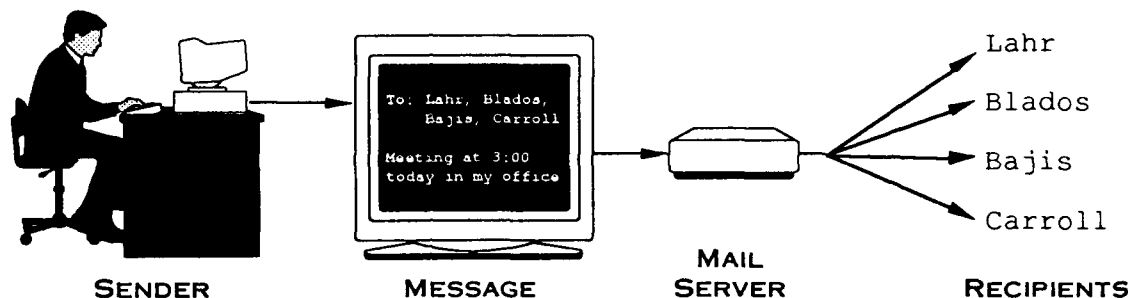 To: Lahr, Blados,
Bajis, Carroll
Meeting at 3:00
today in my office
Lahr
Blados
Bajis
Carroll
SENDER
MESSAGE
MAIL
SERVER
RECIPIENTS